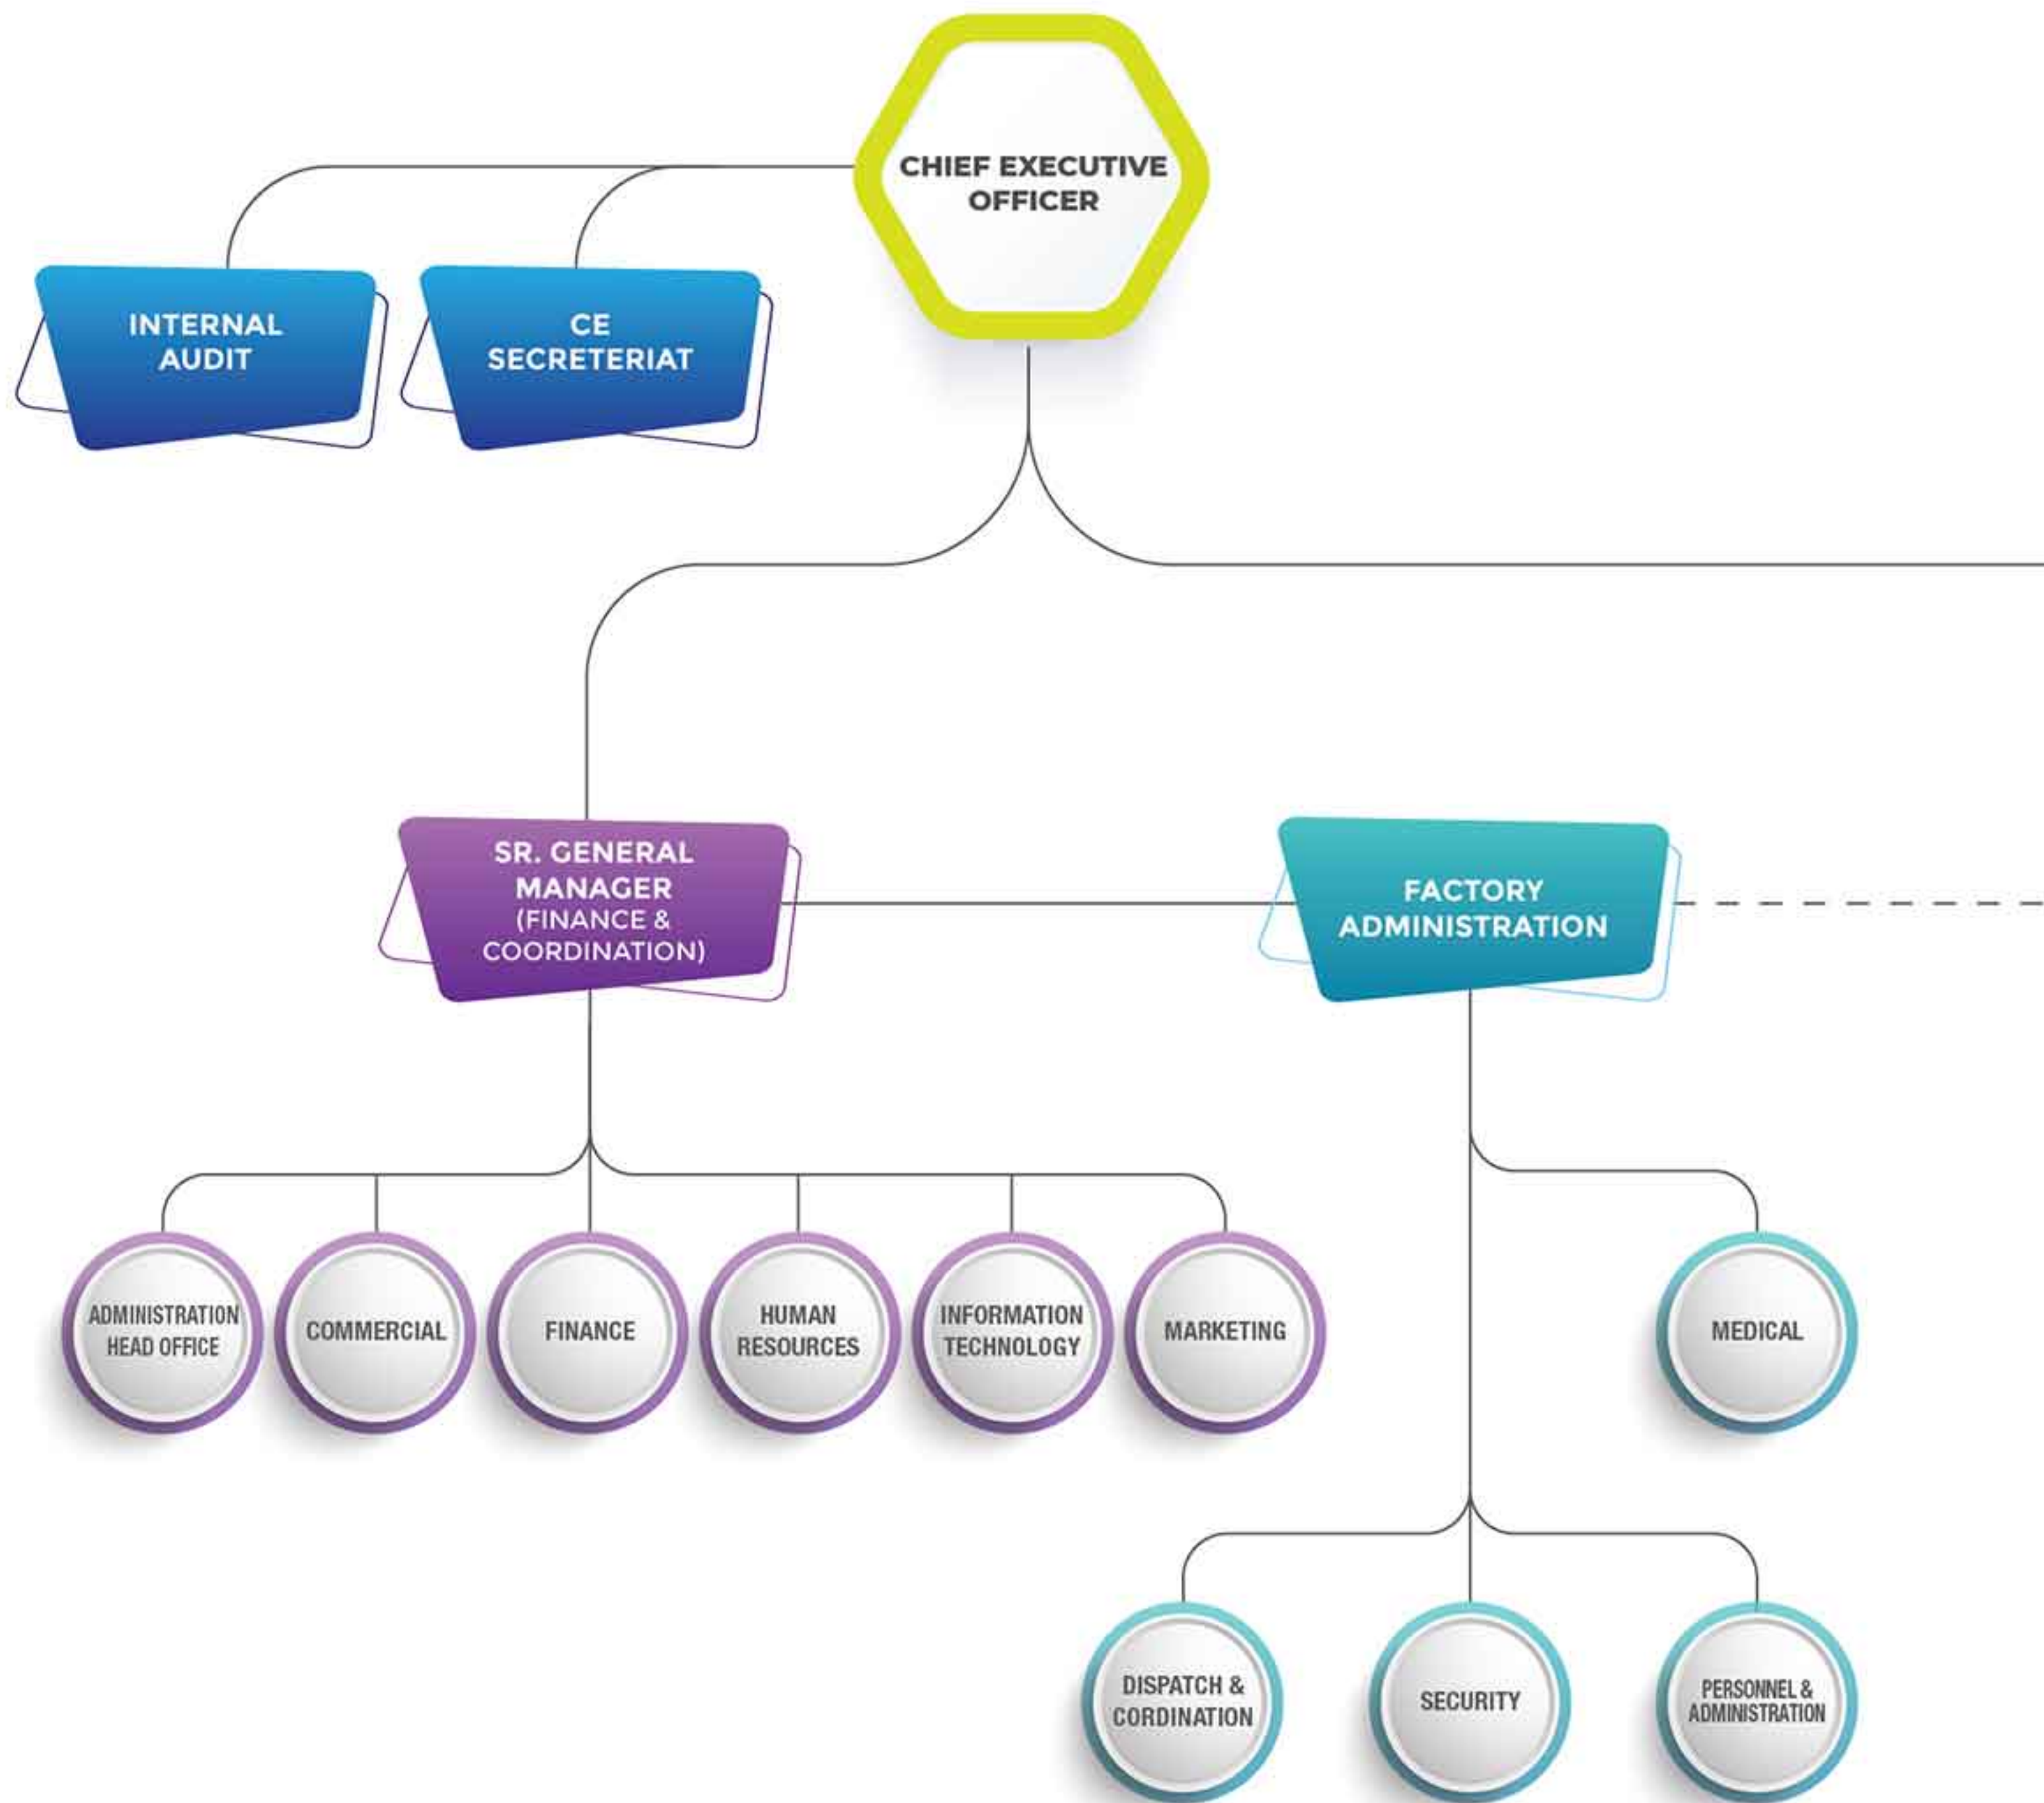 CHIEF EXECUTIVE
OFFICER
INTERNAL
AUDIT
CE
SECRETERIAT
SR. GENERAL
MANAGER
(FINANCE &
COORDINATION)
FACTORY
ADMINISTRATION
ADMINISTRATION
HEAD OFFICE
COMMERCIAL
FINANCE
HUMAN
RESOURCES
INFORMATION
TECHNOLOGY
MARKETING
MEDICAL
DISPATCH &
CORDINATION
SECURITY
PERSONNEL &
ADMINISTRATION